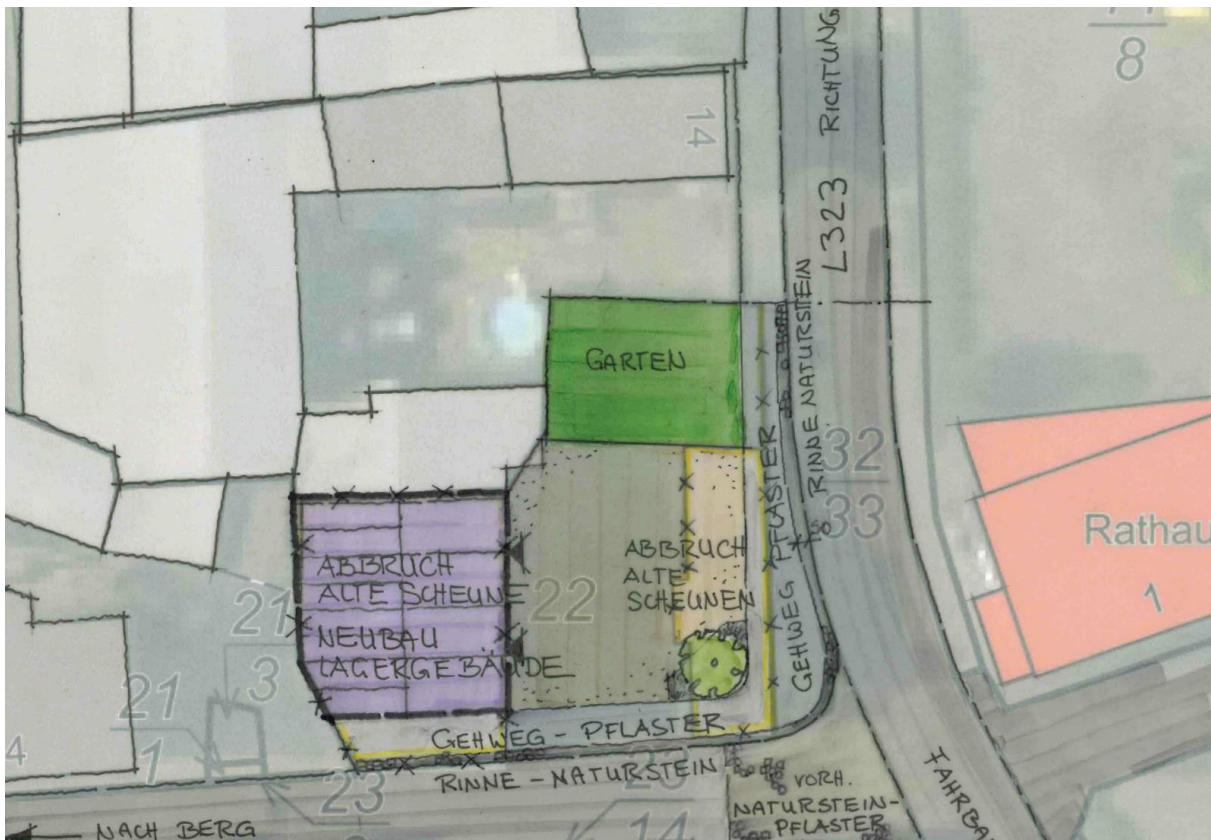 8
L323 RICHTUNG
14
RINNE NATURSTEIN
GARTEN
GEHWEG PFLASTER
32
33
Rathau
1
ABBRUCH
ALTE SCHEUNE
NEUBAU
LAGERGEBÄUDE
ABBRUCH
ALTE
SCHEUNEN
22
21
3
21
1
4
GEHWEG - PFLASTER
RINNE - NATURSTEIN
23
14
VORH.
NATURSTEIN-
PFLASTER
FAHRBA
NACH BERG